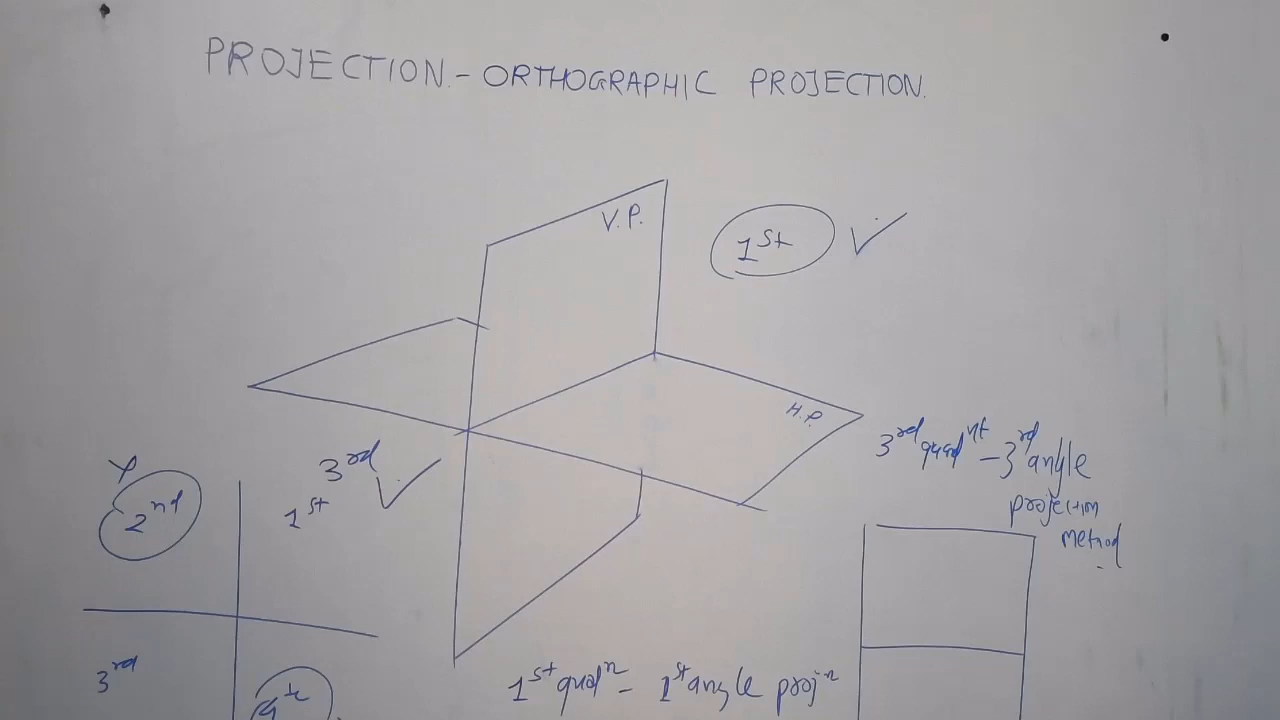 PROJECTION. - ORTHOGRAPHIC PROJECTION.
V.P.
1st
H.P.
3rd quadnt - 3rd angle
projection
method
3rd
1st
2nd
3rd
4th
1st quadn - 1st angle projn